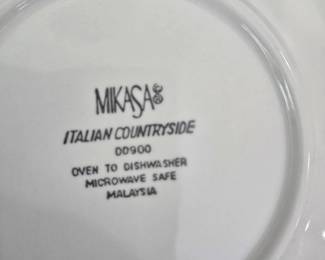 MIKASA
ITALIAN COUNTRYSIDE
DD900
OVEN TO DISHWASHER
MICROWAVE SAFE
MALAYSIA